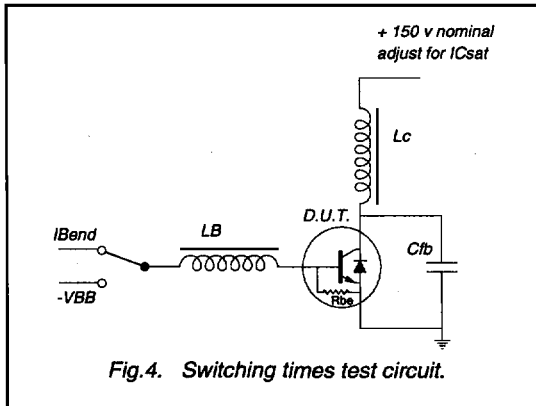 + 150 v nominal
adjust for ICsat
Lc
D.U.T.
LB
IBend
Cfb
-VBB
Rbe
Fig.4. Switching times test circuit.